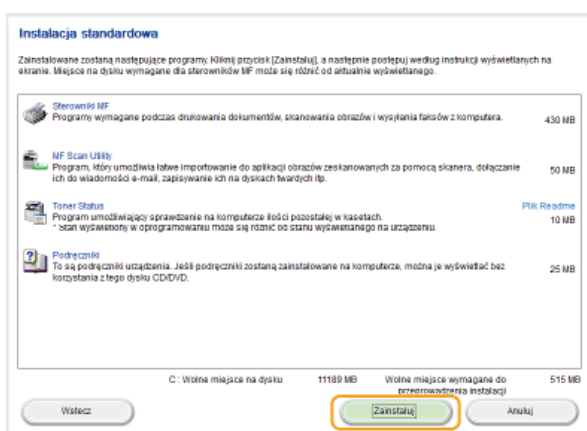 Instalacja standardowa
Zainstalowane zostaną następujące programy. Kliknij przycisk [Zainstaluj], a następnie postępuj według instrukcji wyświetlanych na
ekranie. Miejsce na dysku wymagane dla sterowników MF może się różnić od aktualnie wyświetlanego.
Sterowniki MF
Programy wymagane podczas drukowania dokumentów, skanowania obrazów i wysyłania faksów z komputera.
430 MB
MF Scan Utility
Program, który umożliwia łatwe importowanie do aplikacji obrazów zeskanowanych za pomocą skanera, dołączanie
ich do wiadomości e-mail, zapisywanie ich na dyskach twardych itp.
50 MB
Toner Status
Plik Readme
Program umożliwiający sprawdzenie na komputerze ilości pozostałej w kasetach.
10 MB
* Stan wyświetlony w oprogramowaniu może się różnić od stanu wyświetlanego na urządzeniu.
Podręczniki
To są podręczniki urządzenia. Jeśli podręczniki zostaną zainstalowane na komputerze, można je wyświetlać bez
korzystania z tego dysku CD/DVD.
25 MB
C : Wolne miejsce na dysku 11189 MB Wolne miejsce wymagane do 515 MB
przeprowadzenia instalacji
Wstecz Zainstaluj Anuluj